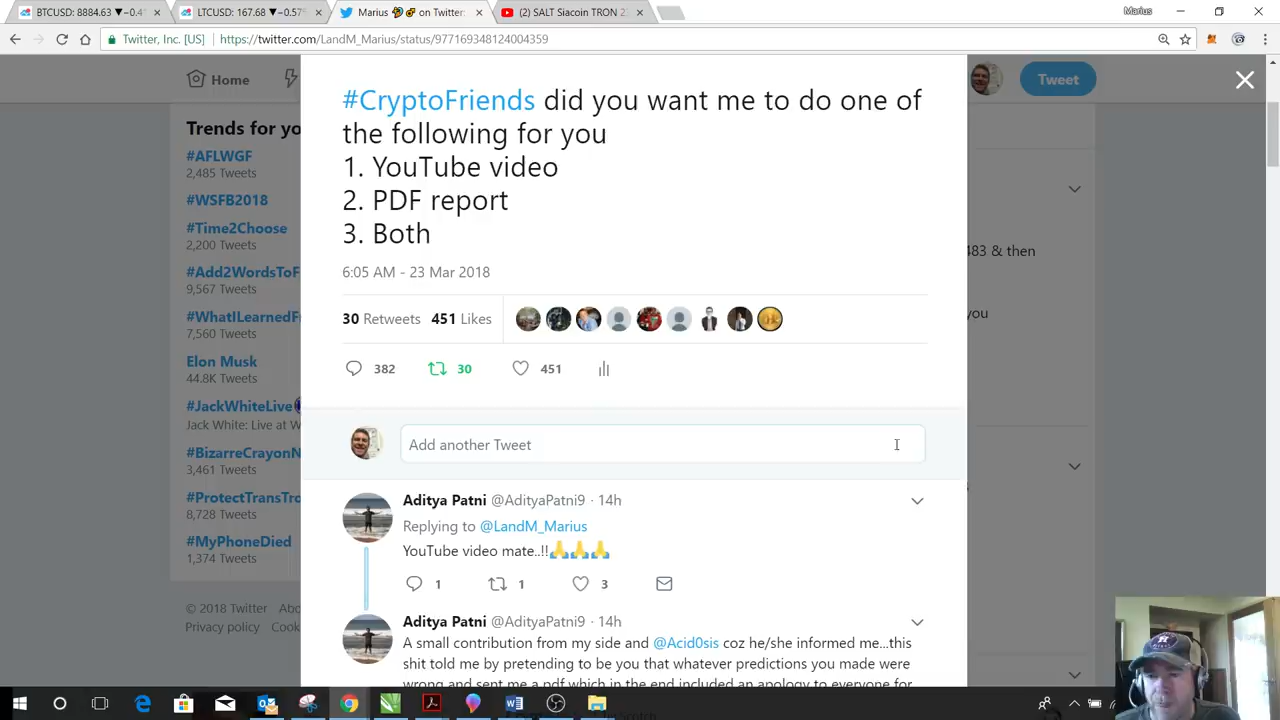 BTCUSD: 8884.63 ▼−0.4
LTCUSD: 167.68 ▼−0.57%
Marius on Twitter:
(2) SALT Siacoin TRON 2
Marius
Twitter, Inc. [US]
https://twitter.com/LandM_Marius/status/977169348124004359
Home
Tweet
Trends for yo
#AFLWGF
2,485 Tweets
#WSFB2018
#Time2Choose
2,200 Tweets
#Add2WordsToF
9,567 Tweets
#WhatILearnedF
7,560 Tweets
Elon Musk
44.8K Tweets
#JackWhiteLive
Jack White: Live at W
#BizarreCrayonN
3,461 Tweets
#ProtectTransTro
8,728 Tweets
#MyPhoneDied
1,374 Tweets
© 2018 Twitter Abo
Privacy policy Cook
#CryptoFriends did you want me to do one of
the following for you
1. YouTube video
2. PDF report
3. Both
6:05 AM - 23 Mar 2018
30 Retweets 451 Likes
382 30 451
Add another Tweet
Aditya Patni @AdityaPatni9 · 14h
Replying to @LandM_Marius
YouTube video mate..!!🙏🙏🙏
1 1 3
Aditya Patni @AdityaPatni9 · 14h
A small contribution from my side and @Acid0sis coz he/she informed me...this
shit told me by pretending to be you that whatever predictions you made were
wrong and sent me a pdf which in the end included an apology to everyone for
483 & then
you